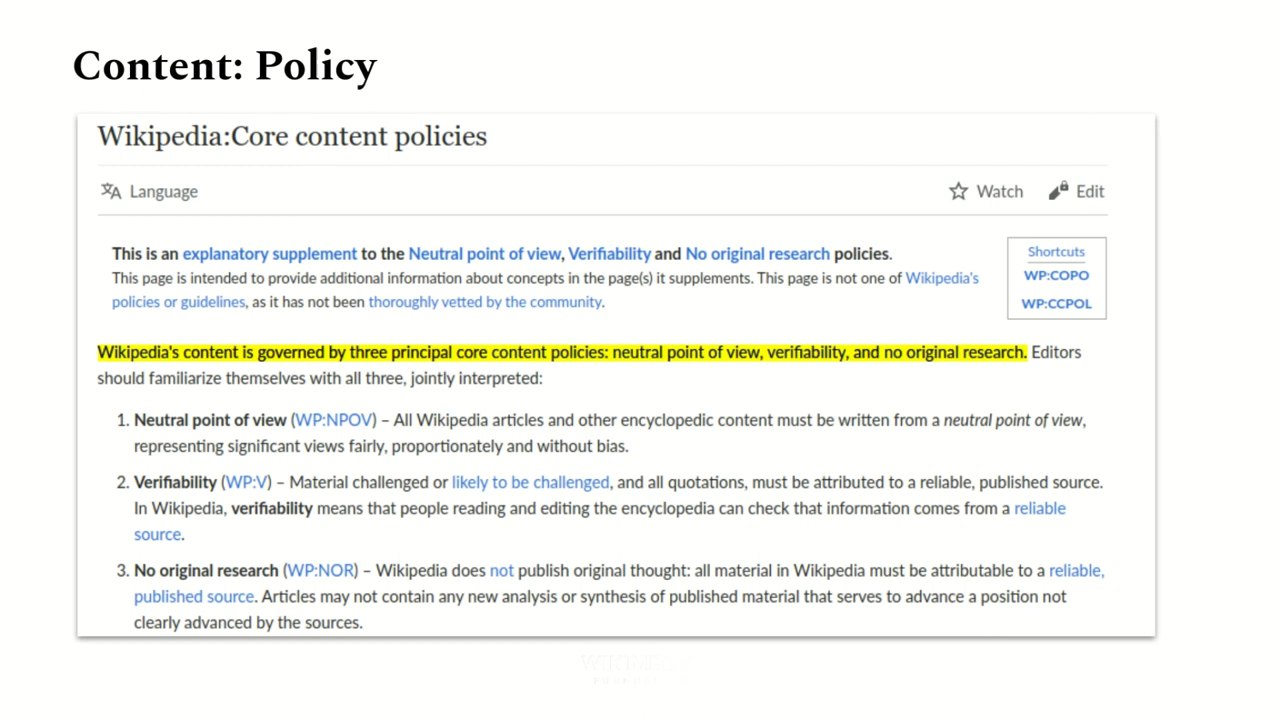 Content: Policy
Wikipedia:Core content policies
Language
Watch
Edit
This is an explanatory supplement to the Neutral point of view, Verifiability and No original research policies.
This page is intended to provide additional information about concepts in the page(s) it supplements. This page is not one of Wikipedia's
policies or guidelines, as it has not been thoroughly vetted by the community.
Shortcuts
WP:COPO
WP:CCPOL
Wikipedia's content is governed by three principal core content policies: neutral point of view, verifiability, and no original research. Editors
should familiarize themselves with all three, jointly interpreted:
1. Neutral point of view (WP:NPOV) – All Wikipedia articles and other encyclopedic content must be written from a neutral point of view,
representing significant views fairly, proportionately and without bias.
2. Verifiability (WP:V) – Material challenged or likely to be challenged, and all quotations, must be attributed to a reliable, published source.
In Wikipedia, verifiability means that people reading and editing the encyclopedia can check that information comes from a reliable
source.
3. No original research (WP:NOR) – Wikipedia does not publish original thought: all material in Wikipedia must be attributable to a reliable,
published source. Articles may not contain any new analysis or synthesis of published material that serves to advance a position not
clearly advanced by the sources.